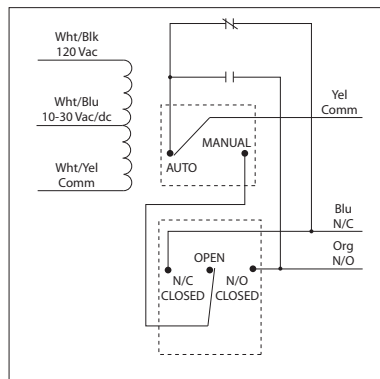 Wht/Blk
120 Vac
Wht/Blu
10-30 Vac/dc
Wht/Yel
Comm
AUTO
MANUAL
Yel
Comm
Blu
N/C
Org
N/O
OPEN
N/C
CLOSED
N/O
CLOSED